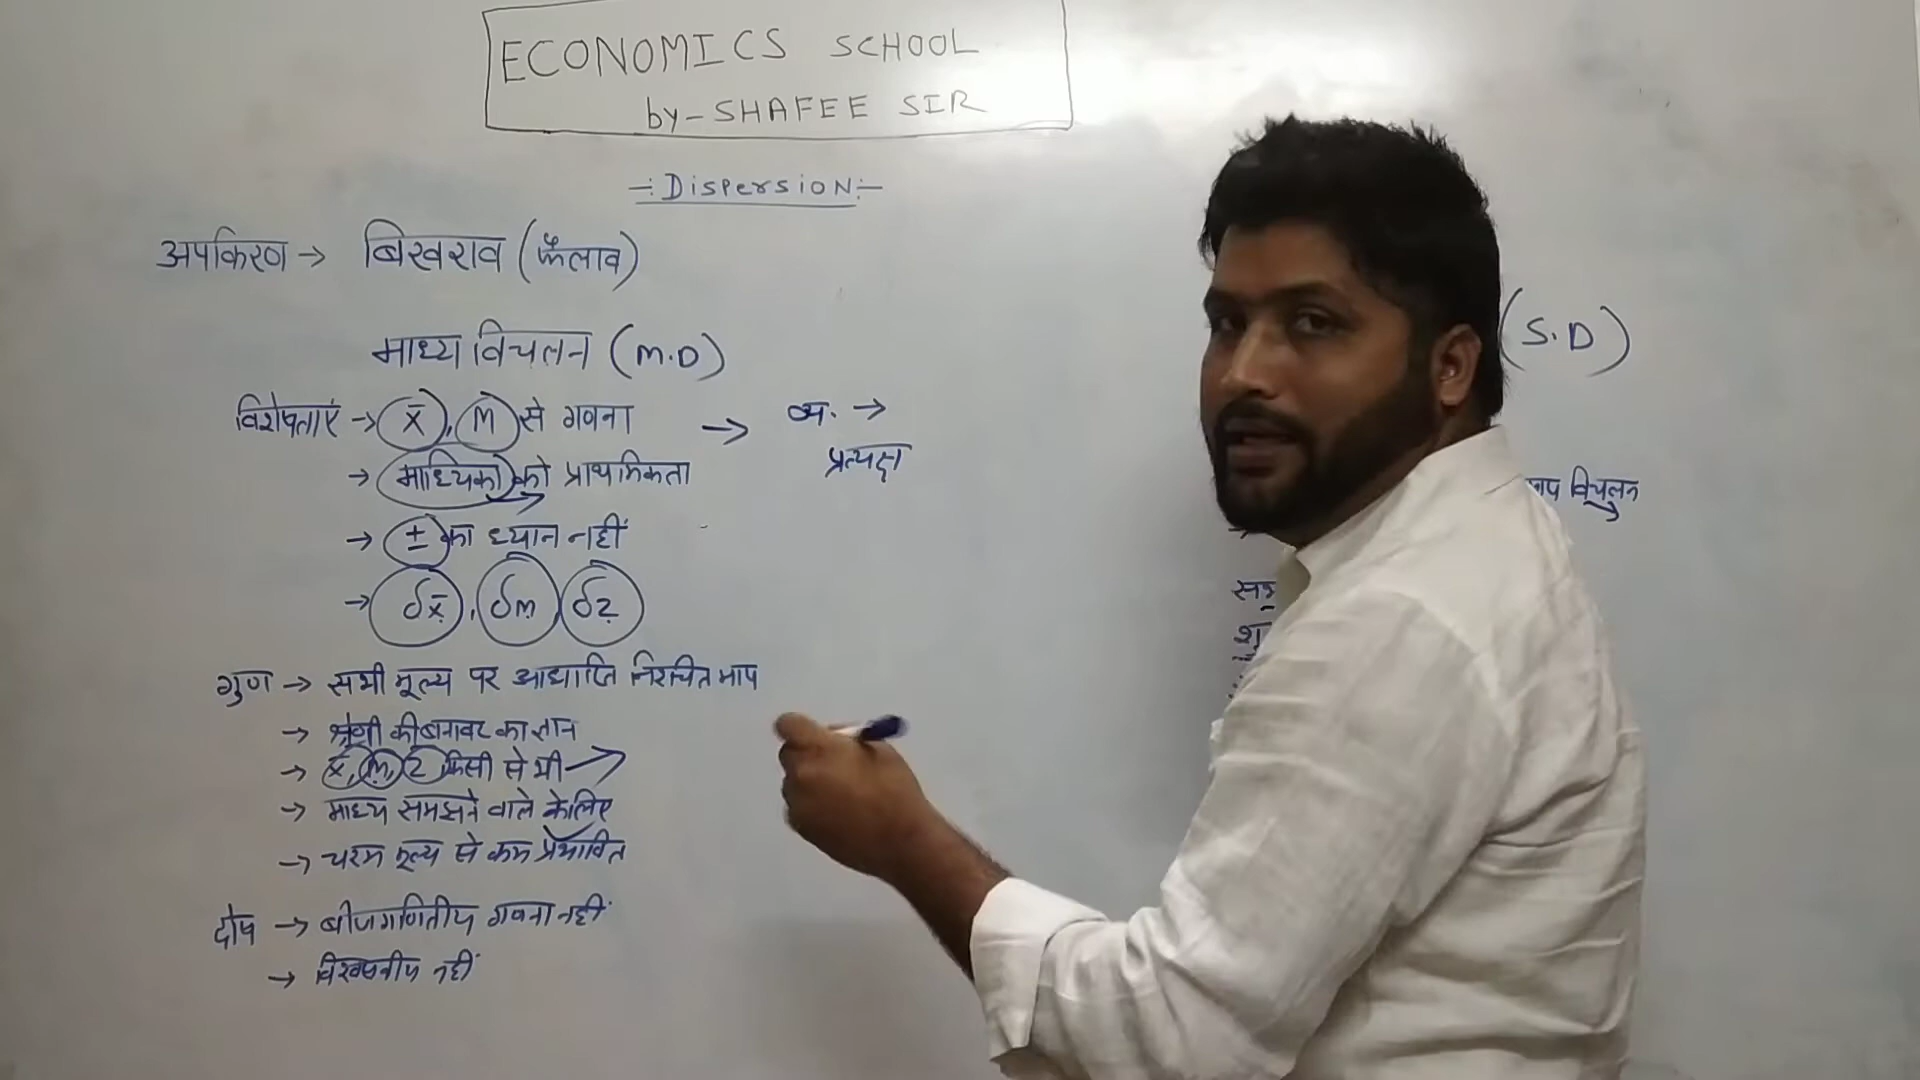 ECONOMICS SCHOOL
by-SHAFEE SIR
-:DisPersioN:-
अपकिरण → बिखराव (फैलाव)
माध्य विचलन (M.D)
विशेषताएं → X̄, M से गणना
→ माध्यिका को प्राथमिकता
→ ± का ध्यान नहीं
→ δx̄, δm, δz
गुण → सभी मूल्य पर आधारित निश्चित माप
→ श्रेणी की बनावट का ज्ञान
→ X̄, M, Z किसी से भी →
→ माध्य समझने वाले के लिए
→ चरम मूल्य से कम प्रभावित
दोष → बीजगणितीय गणना नहीं
→ विश्वसनीय नहीं
→ व्य. →
प्रत्यक्ष
(S.D)
विचलन